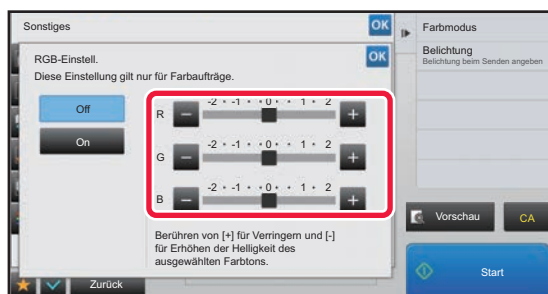 Sonstiges
OK
RGB-Einstell.
OK
Diese Einstellung gilt nur für Farbaufträge.
Off
On
R - -2 • -1 • • 0 • • 1 • 2 +
G - -2 • -1 • • 0 • • 1 • 2 +
B - -2 • -1 • • 0 • • 1 • 2 +
Berühren von [+] für Verringern und [-]
für Erhöhen der Helligkeit des
ausgewählten Farbton.
Zurück
Farbmodus
Belichtung
Belichtung beim Senden angeben
Vorschau
CA
Start